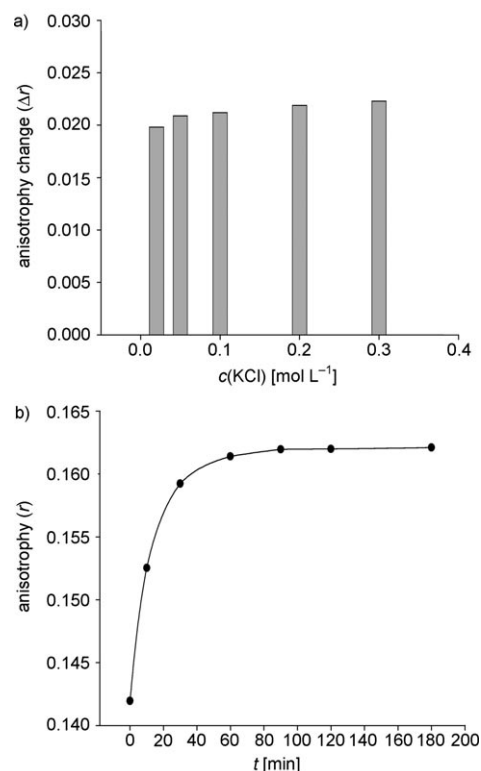 a)
0.030
0.025
0.020
0.015
0.010
0.005
0.000
anisotropy change (Δr)
0.0 0.1 0.2 0.3 0.4
c(KCl) [mol L⁻¹]
b)
0.165
0.160
0.155
0.150
0.145
0.140
anisotropy (r)
0 20 40 60 80 100 120 140 160 180 200
t [min]